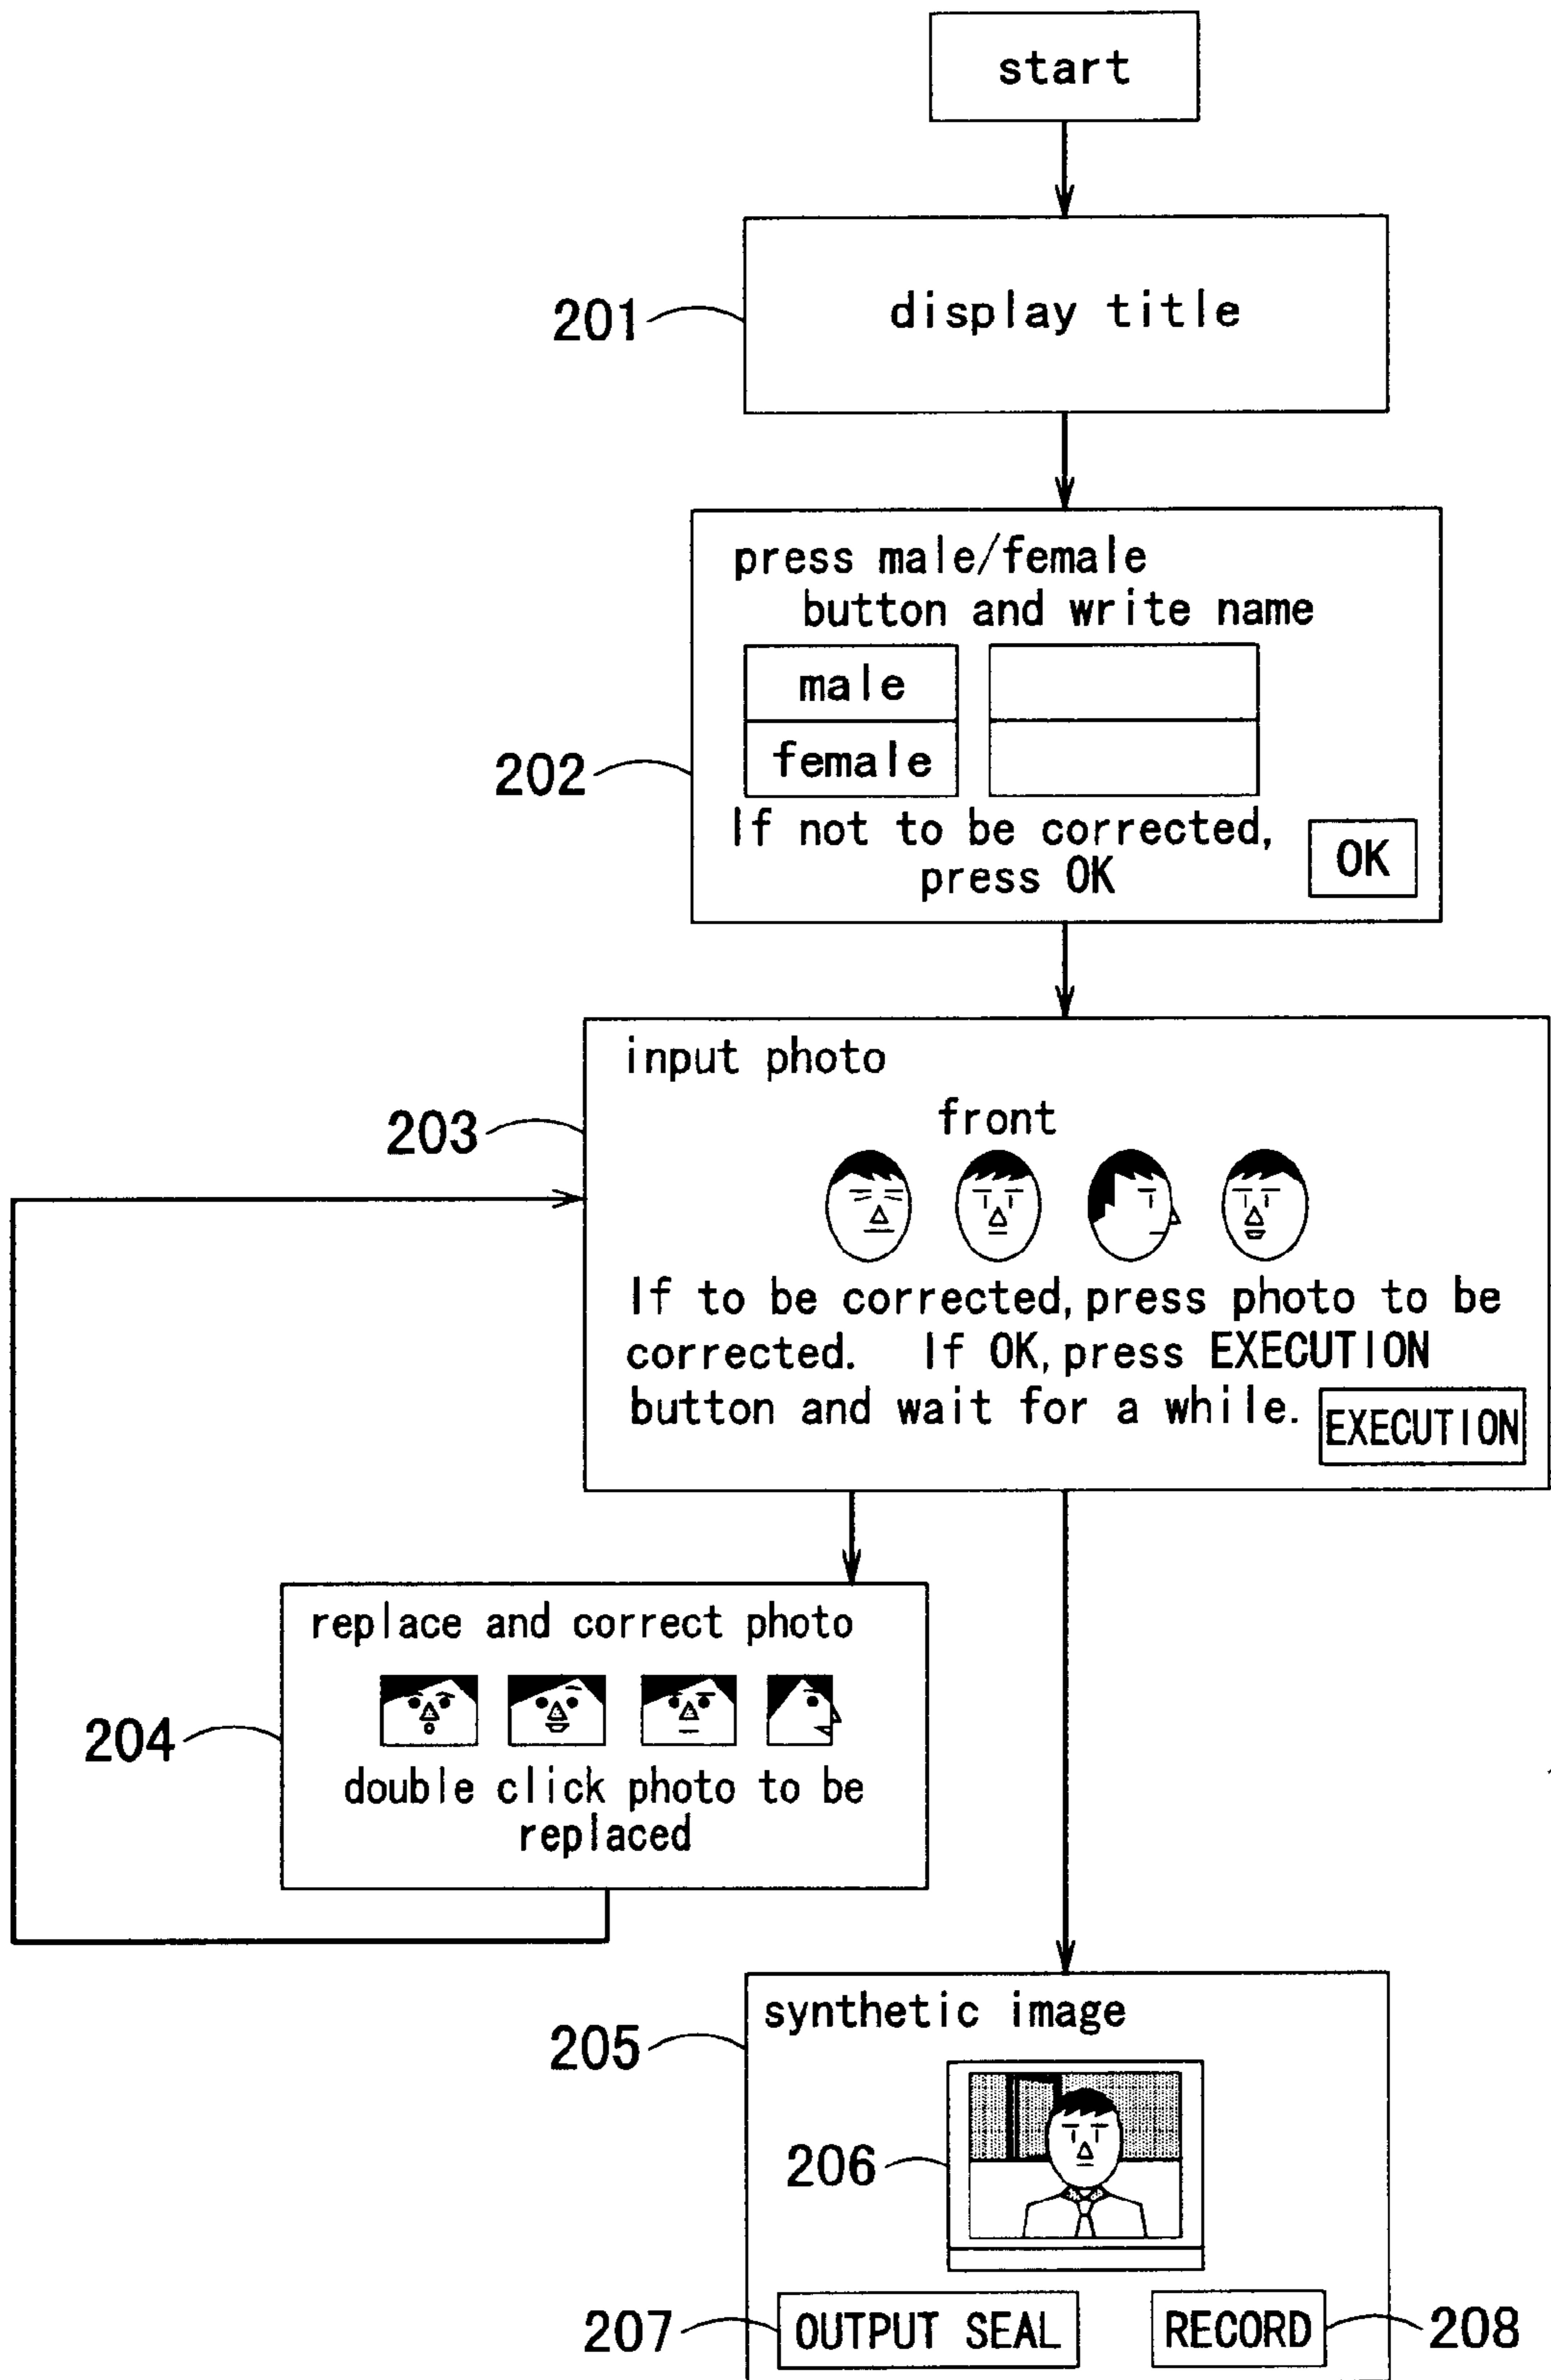 start
201
display title
202
press male/female
button and write name
male
female
If not to be corrected,
press OK
OK
203
input photo
front
If to be corrected, press photo to be
corrected. If OK, press EXECUTION
button and wait for a while.
EXECUTION
204
replace and correct photo
double click photo to be
replaced
205
synthetic image
206
207
OUTPUT SEAL
RECORD
208